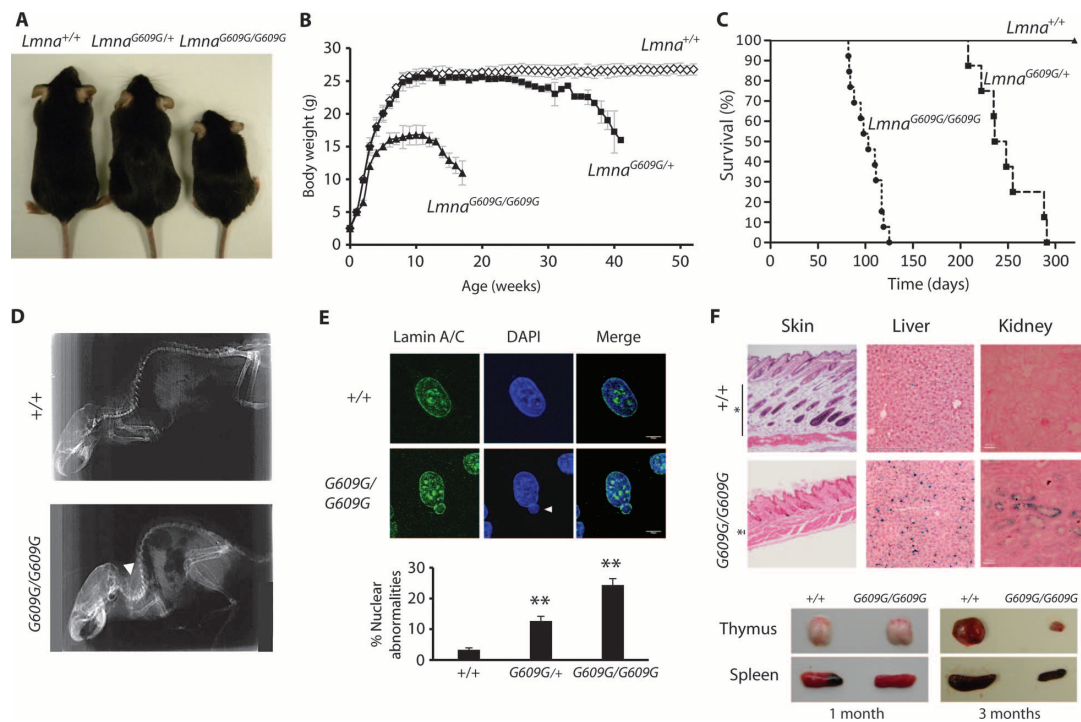 A
Lmna+/+ LmnaG609G/+ LmnaG609G/G609G
B
Body weight (g)
35
30
25
20
15
10
5
0
0 10 20 30 40 50
Age (weeks)
Lmna+/+
LmnaG609G/+
LmnaG609G/G609G
C
Survival (%)
100
90
80
70
60
50
40
30
20
10
0
0 50 100 150 200 250 300
Time (days)
Lmna+/+
LmnaG609G/+
LmnaG609G/G609G
D
+/+
G609G/G609G
E
Lamin A/C DAPI Merge
+/+
G609G/
G609G
% Nuclear
abnormalities
30
20
10
0
**
**
+/+ G609G/+ G609G/G609G
F
Skin Liver Kidney
+/+
*
G609G/G609G
*
+/+ G609G/G609G +/+ G609G/G609G
Thymus
Spleen
1 month 3 months